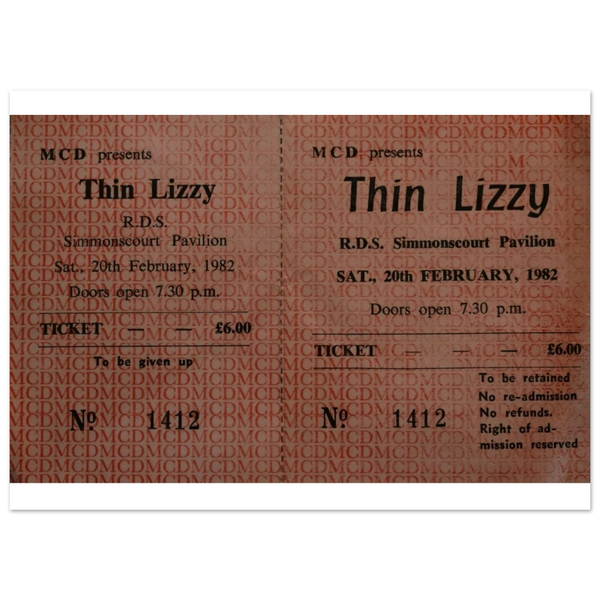 MCD presents
Thin Lizzy
R.D.S.
Simmonscourt Pavilion
Sat., 20th February, 1982
Doors open 7.30 p.m.
TICKET — — £6.00
To be given up
Nº 1412
MCD presents
Thin Lizzy
R.D.S. Simmonscourt Pavilion
SAT., 20th FEBRUARY, 1982
Doors open 7.30 p.m.
TICKET — — — £6.00
To be retained
No re-admission
No refunds.
Right of ad-
mission reserved
Nº 1412